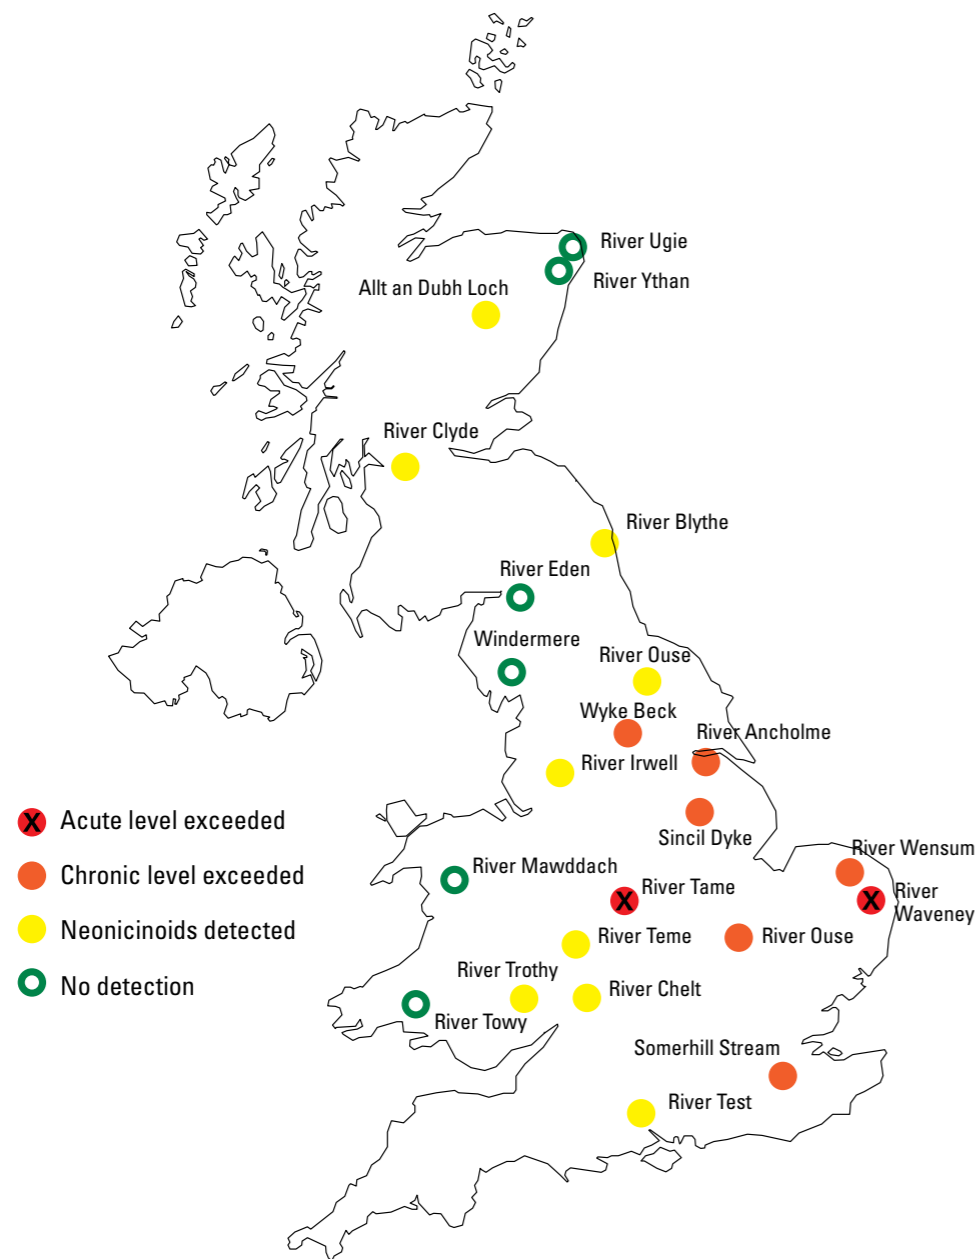 River Ugie
River Ythan
Allt an Dubh Loch
River Clyde
River Blythe
River Eden
Windermere
River Ouse
Wyke Beck
River Ancholme
River Irwell
X Acute level exceeded
Sincil Dyke
River Wensum
Chronic level exceeded
River Mawddach
X
River Tame
X
River
Waveney
Neonicinoids detected
River Teme
River Ouse
River Trothy
No detection
River Chelt
River Towy
Somerhill Stream
River Test